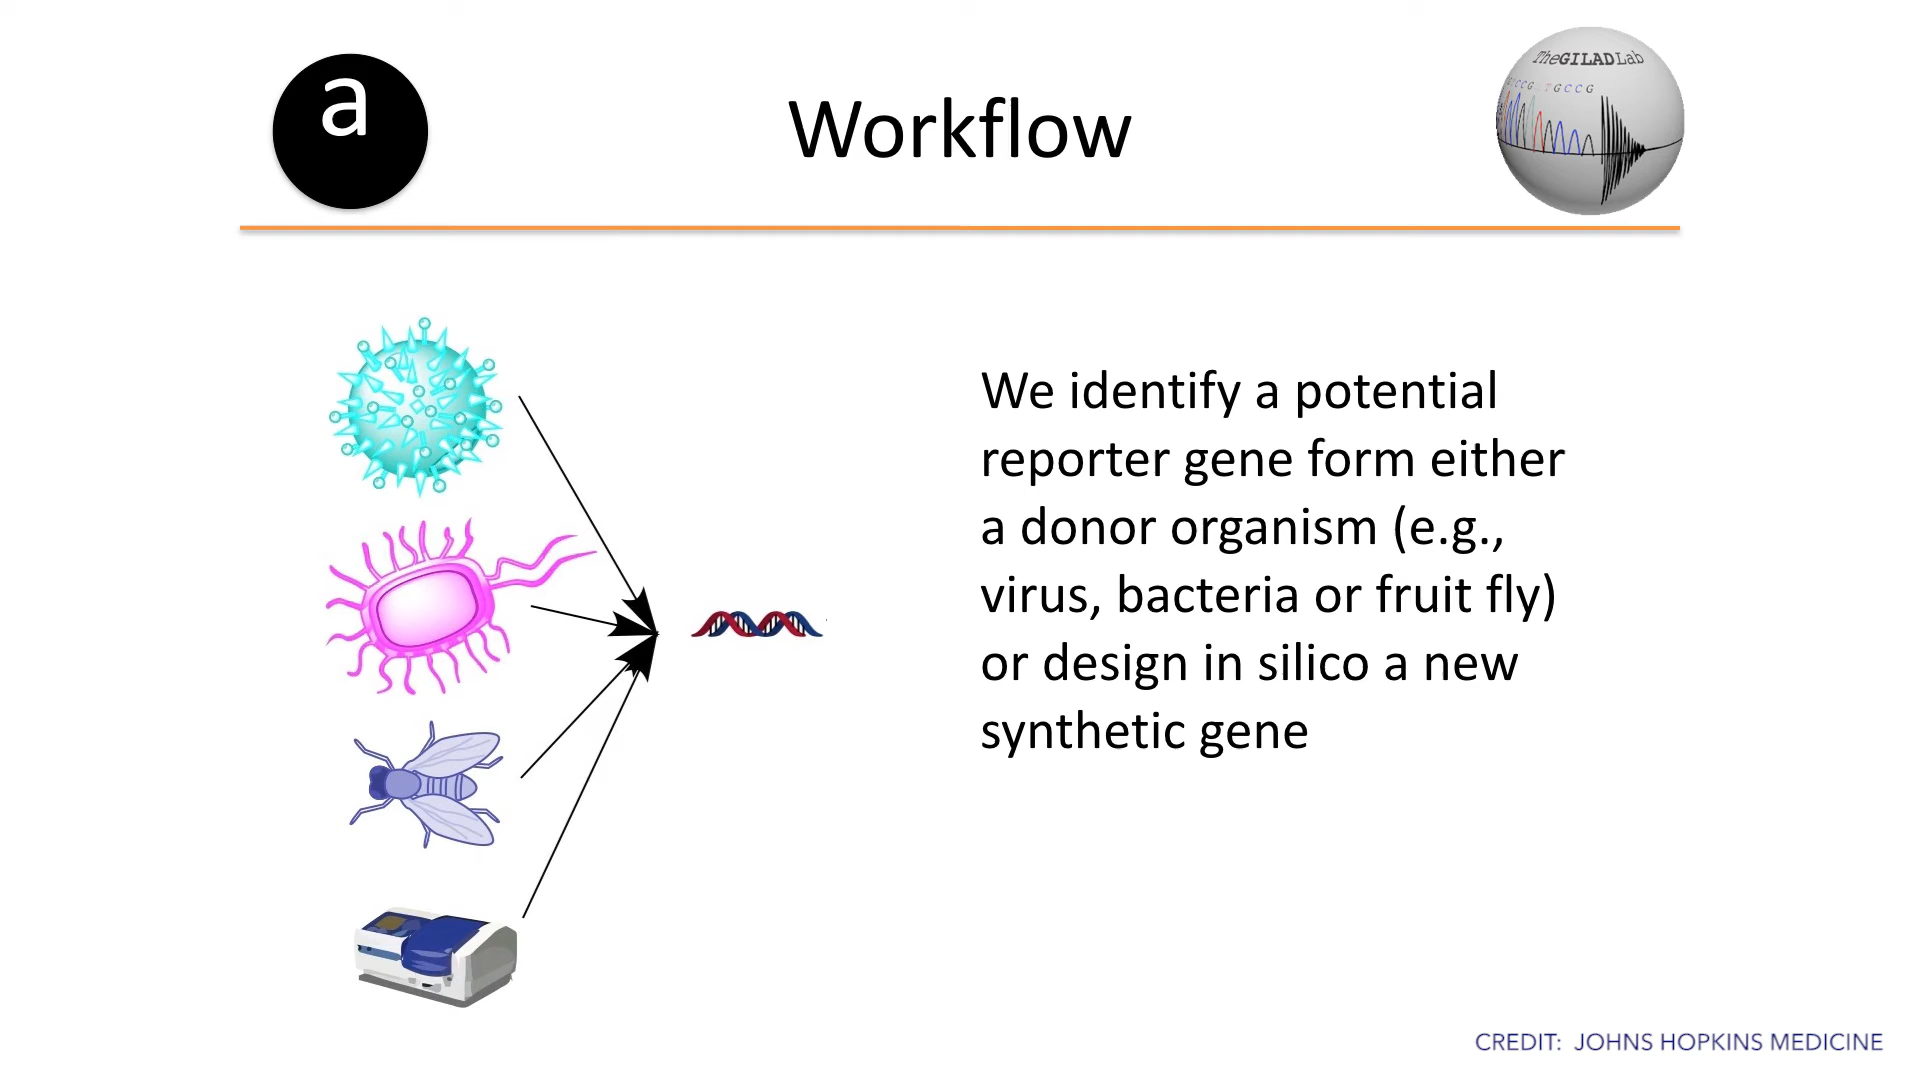 a
Workflow
TheGILADLab
We identify a potential
reporter gene form either
a donor organism (e.g.,
virus, bacteria or fruit fly)
or design in silico a new
synthetic gene
CREDIT: JOHNS HOPKINS MEDICINE